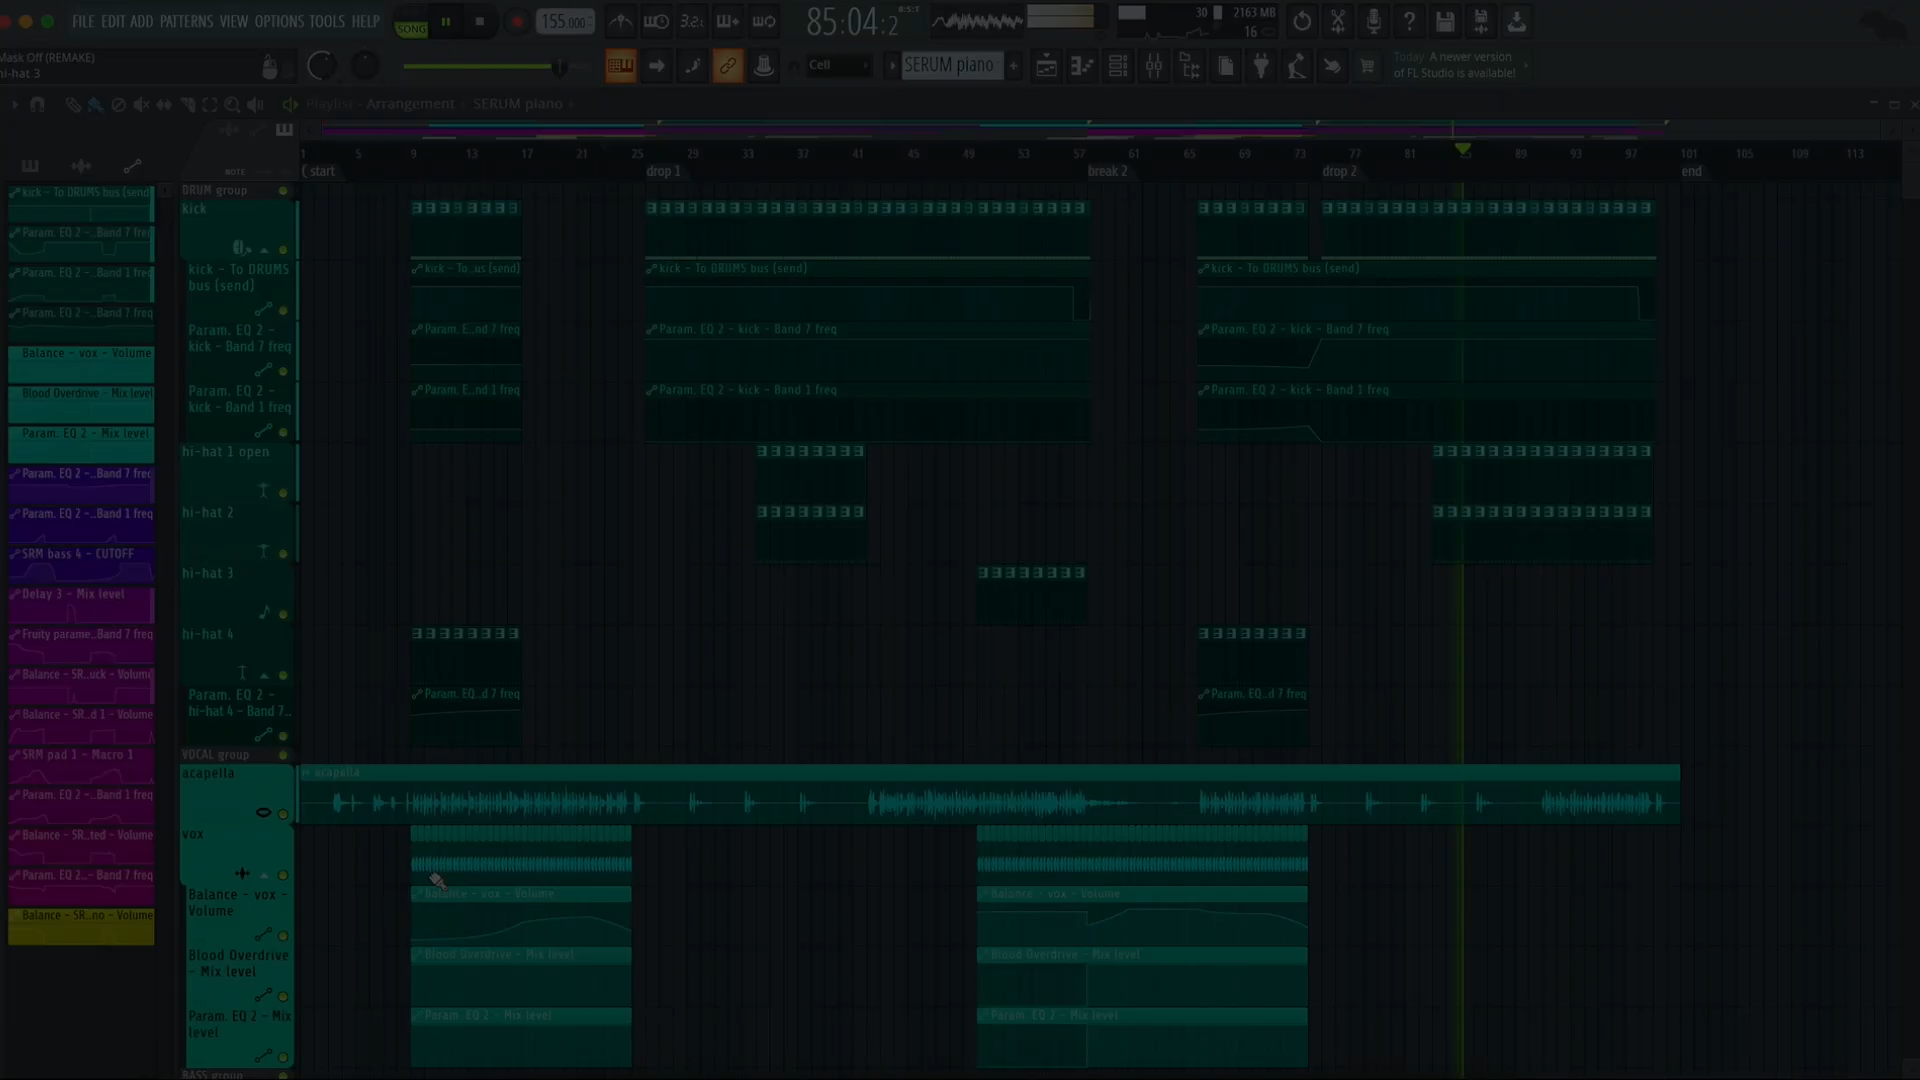 FILE EDIT ADD PATTERNS VIEW OPTIONS TOOLS HELP
SONG
155.000
3.2.
85:04:2
B:S:T
30
2163 MB
16
Mask Off (REMAKE)
hi-hat 3
Cell
SERUM piano
Today A newer version
of FL Studio is available!
Playlist - Arrangement › SERUM piano
NOTE
1 5 9 13 17 21 25 29 33 37 41 45 49 53 57 61 65 69 73 77 81 85 89 93 97 101 105 109 113
start
drop 1
break 2
drop 2
end
kick - To DRUMS bus (send)
Param. EQ 2 -..Band 7 freq
Param. EQ 2 -..Band 1 freq
Param. EQ 2 -..Band 7 freq
Balance - vox - Volume
Blood Overdrive - Mix level
Param. EQ 2 - Mix level
Param. EQ 2 -..Band 7 freq
Param. EQ 2 -..Band 1 freq
SRM bass 4 - CUTOFF
Delay 3 - Mix level
Fruity parame..Band 7 freq
Balance - SR..uck - Volume
Balance - SR..d 1 - Volume
SRM pad 1 - Macro 1
Param. EQ 2 -..Band 1 freq
Balance - SR..ted - Volume
Param. EQ 2..- Band 7 freq
Balance - SR..no - Volume
DRUM group
kick
kick - To DRUMS
bus (send)
Param. EQ 2 -
kick - Band 7 freq
Param. EQ 2 -
kick - Band 1 freq
hi-hat 1 open
hi-hat 2
hi-hat 3
hi-hat 4
Param. EQ 2 -
hi-hat 4 - Band 7..
VOCAL group
acapella
vox
Balance - vox -
Volume
Blood Overdrive
- Mix level
Param. EQ 2 - Mix
level
BASS group
kick - To..us (send)
kick - To DRUMS bus (send)
kick - To DRUMS bus (send)
Param. E..nd 7 freq
Param. EQ 2 - kick - Band 7 freq
Param. EQ 2 - kick - Band 7 freq
Param. E..nd 1 freq
Param. EQ 2 - kick - Band 1 freq
Param. EQ 2 - kick - Band 1 freq
Param. EQ..d 7 freq
Param. EQ..d 7 freq
acapella
Balance - vox - Volume
Balance - vox - Volume
Blood Overdrive - Mix level
Blood Overdrive - Mix level
Param. EQ 2 - Mix level
Param. EQ 2 - Mix level